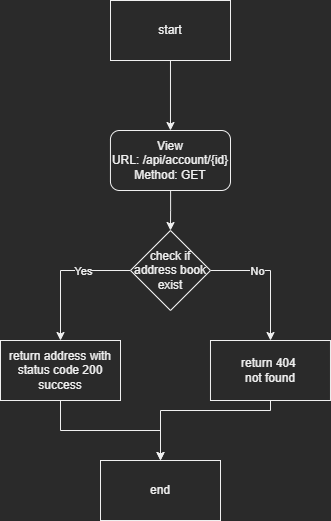 start
View
URL: /api/account/{id}
Method: GET
check if
address book
exist
Yes
No
return address with
status code 200
success
return 404
not found
end